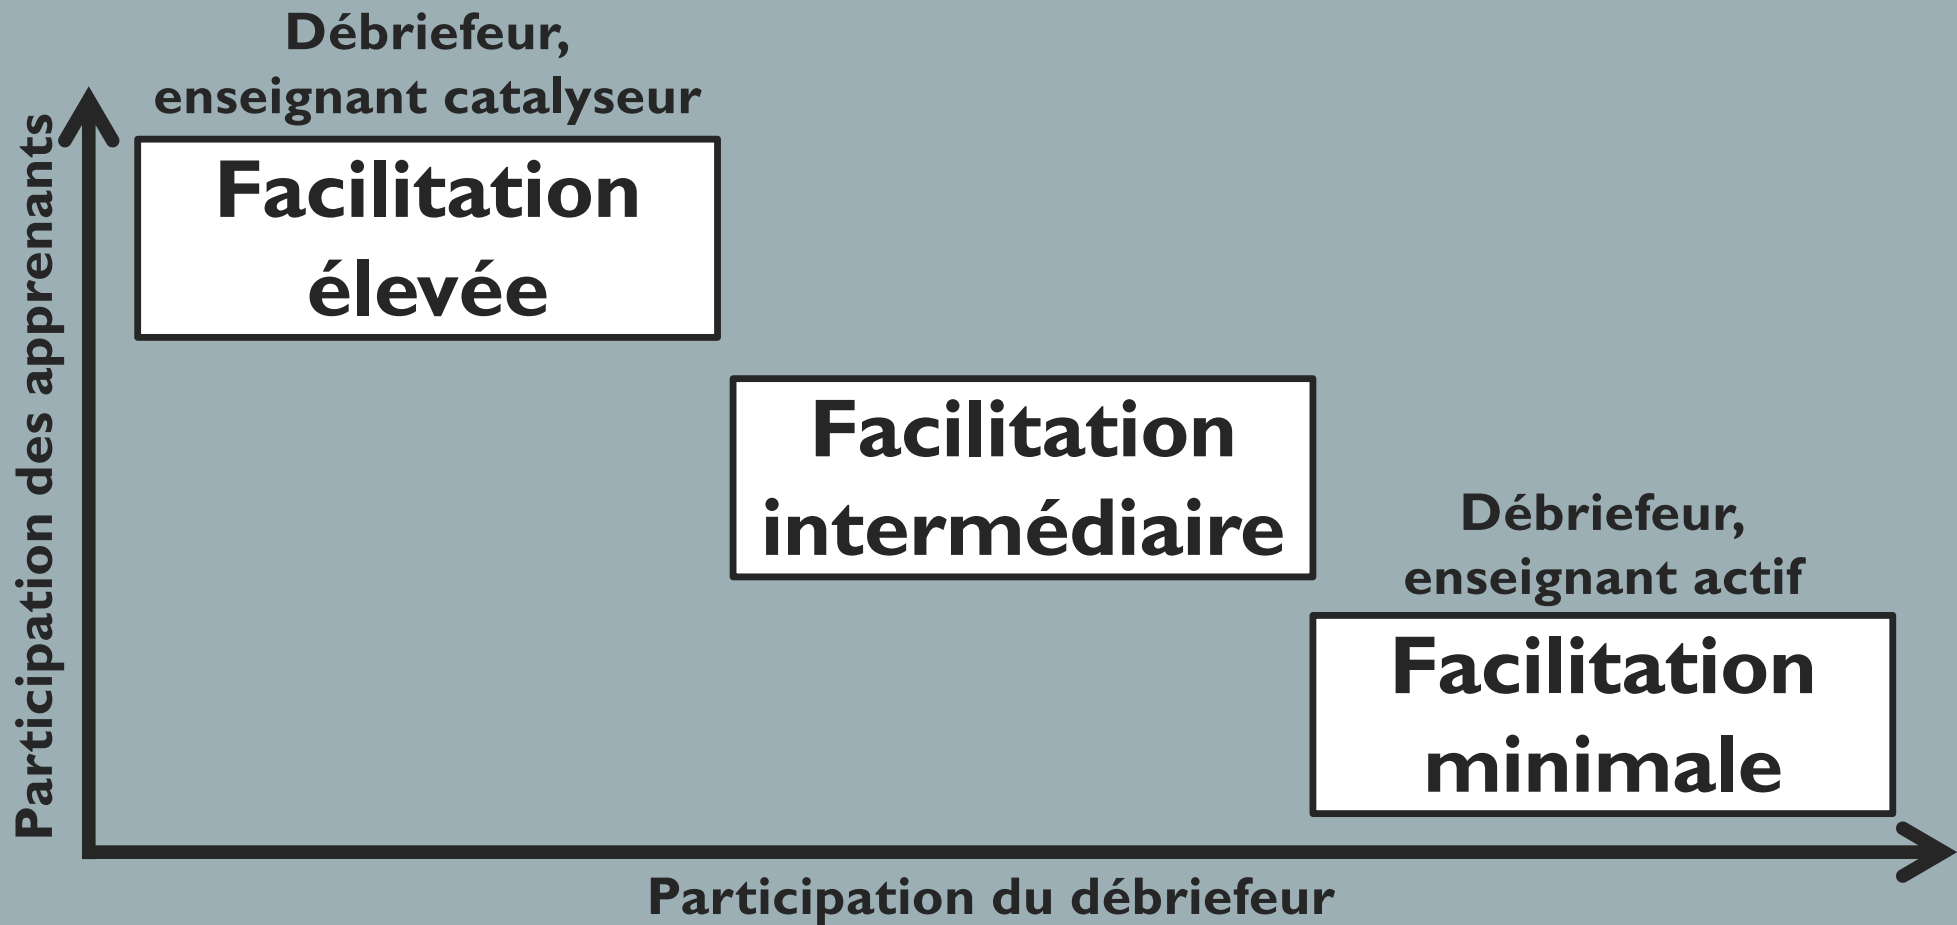 Débriefeur,
enseignant catalyseur
Facilitation
élevée
Participation des apprenants
Facilitation
intermédiaire
Débriefeur,
enseignant actif
Facilitation
minimale
Participation du débriefeur